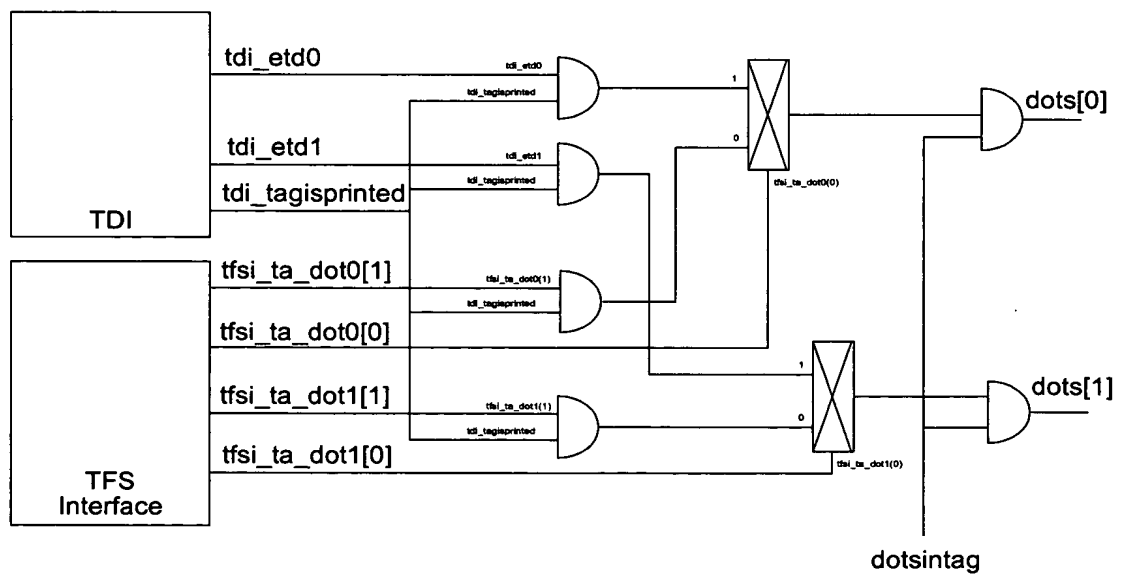 tdi_etd0
tdi_etd0
tdi_tagisprinted
1
dots[0]
tdi_etd1
tdi_etd1
0
tdi_tagisprinted
tdi_tagisprinted
tfsi_ta_dot0(0)
TDI
tfsi_ta_dot0[1]
tfsi_ta_dot0(1)
tdi_tagisprinted
tfsi_ta_dot0[0]
1
tfsi_ta_dot1[1]
tfsi_ta_dot1(1)
0
dots[1]
tdi_tagisprinted
tfsi_ta_dot1[0]
tfsi_ta_dot1(0)
TFS
Interface
dotsintag